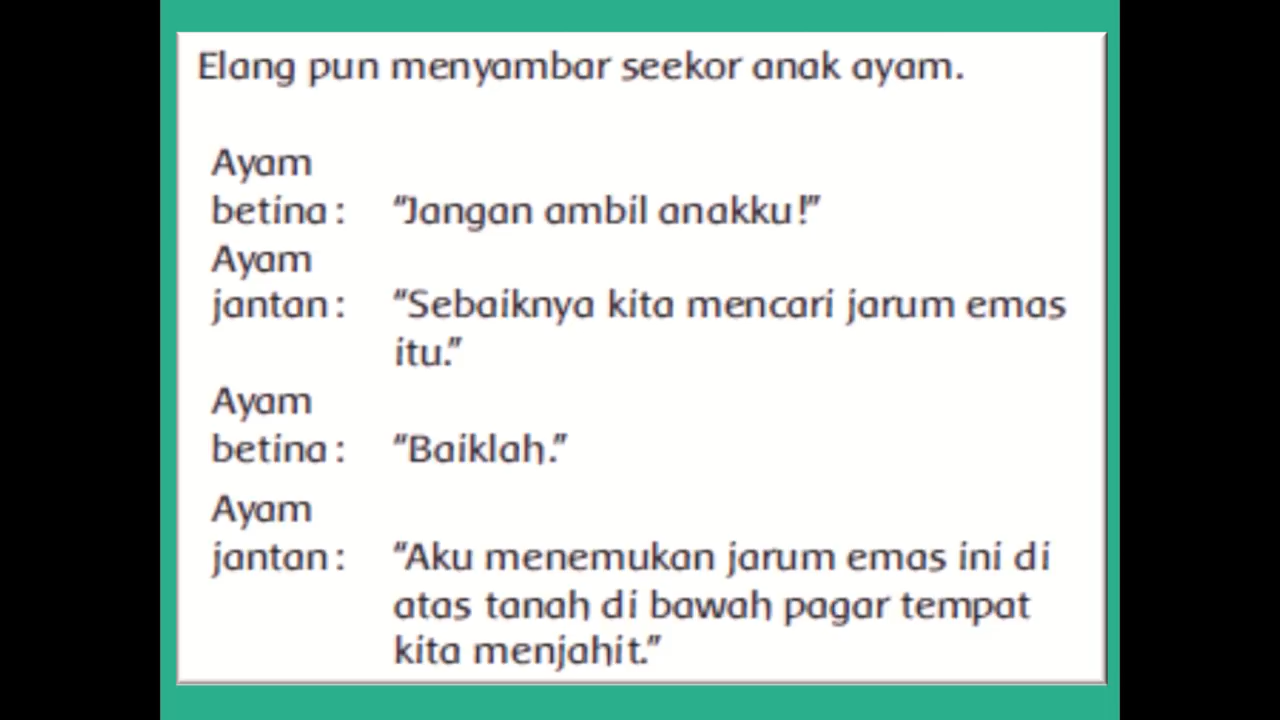 Elang pun menyambar seekor anak ayam.
Ayam
betina : “Jangan ambil anakku!”
Ayam
jantan : “Sebaiknya kita mencari jarum emas
itu.”
Ayam
betina : “Baiklah.”
Ayam
jantan : “Aku menemukan jarum emas ini di
atas tanah di bawah pagar tempat
kita menjahit.”